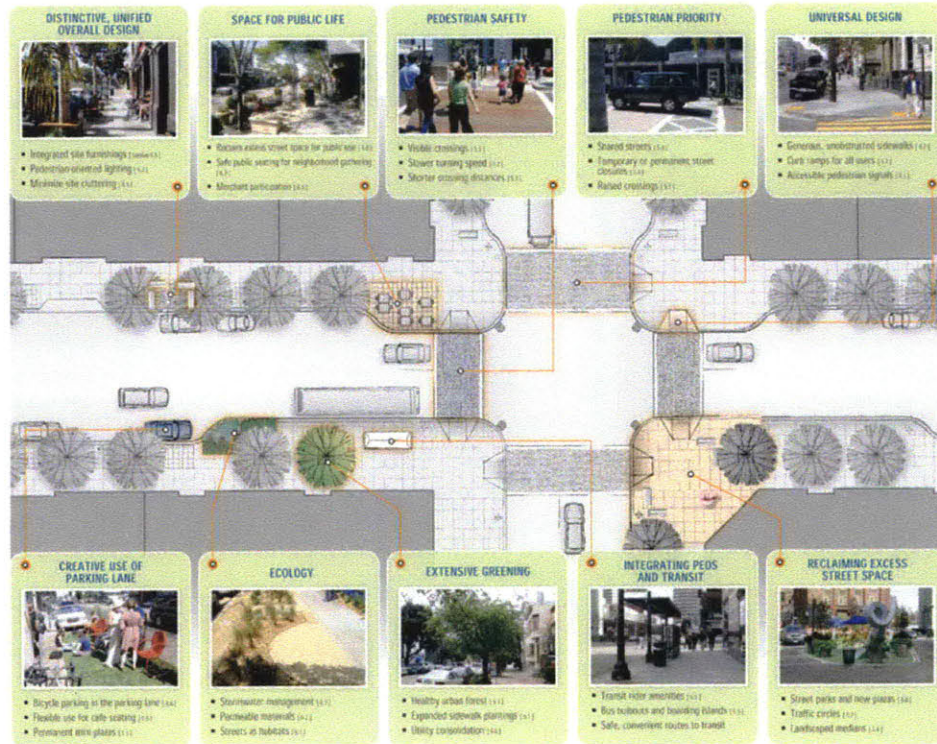 DISTINCTIVE, UNIFIED
OVERALL DESIGN
Integrated site furnishings
Pedestrian-oriented lighting
Minimize site cluttering
SPACE FOR PUBLIC LIFE
Reclaim excess street space for public use
Safe public seating for neighborhood gathering
Merchant participation
PEDESTRIAN SAFETY
Visible crossings
Slower turning speed
Shorter crossing distances
PEDESTRIAN PRIORITY
Shared streets
Temporary or permanent street
closures
Raised crossings
UNIVERSAL DESIGN
Generous, unobstructed sidewalks
Curb ramps for all users
Accessible pedestrian signals
CREATIVE USE OF
PARKING LANE
Bicycle parking in the parking lane
Flexible use for cafe seating
Permanent mini plazas
ECOLOGY
Stormwater management
Permeable materials
Streets as habitats
EXTENSIVE GREENING
Healthy urban forest
Expanded sidewalk plantings
Utility consolidation
INTEGRATING PEDS
AND TRANSIT
Transit rider amenities
Bus bulbouts and boarding islands
Safe, convenient routes to transit
RECLAIMING EXCESS
STREET SPACE
Street parks and new plazas
Traffic circles
Landscaped medians